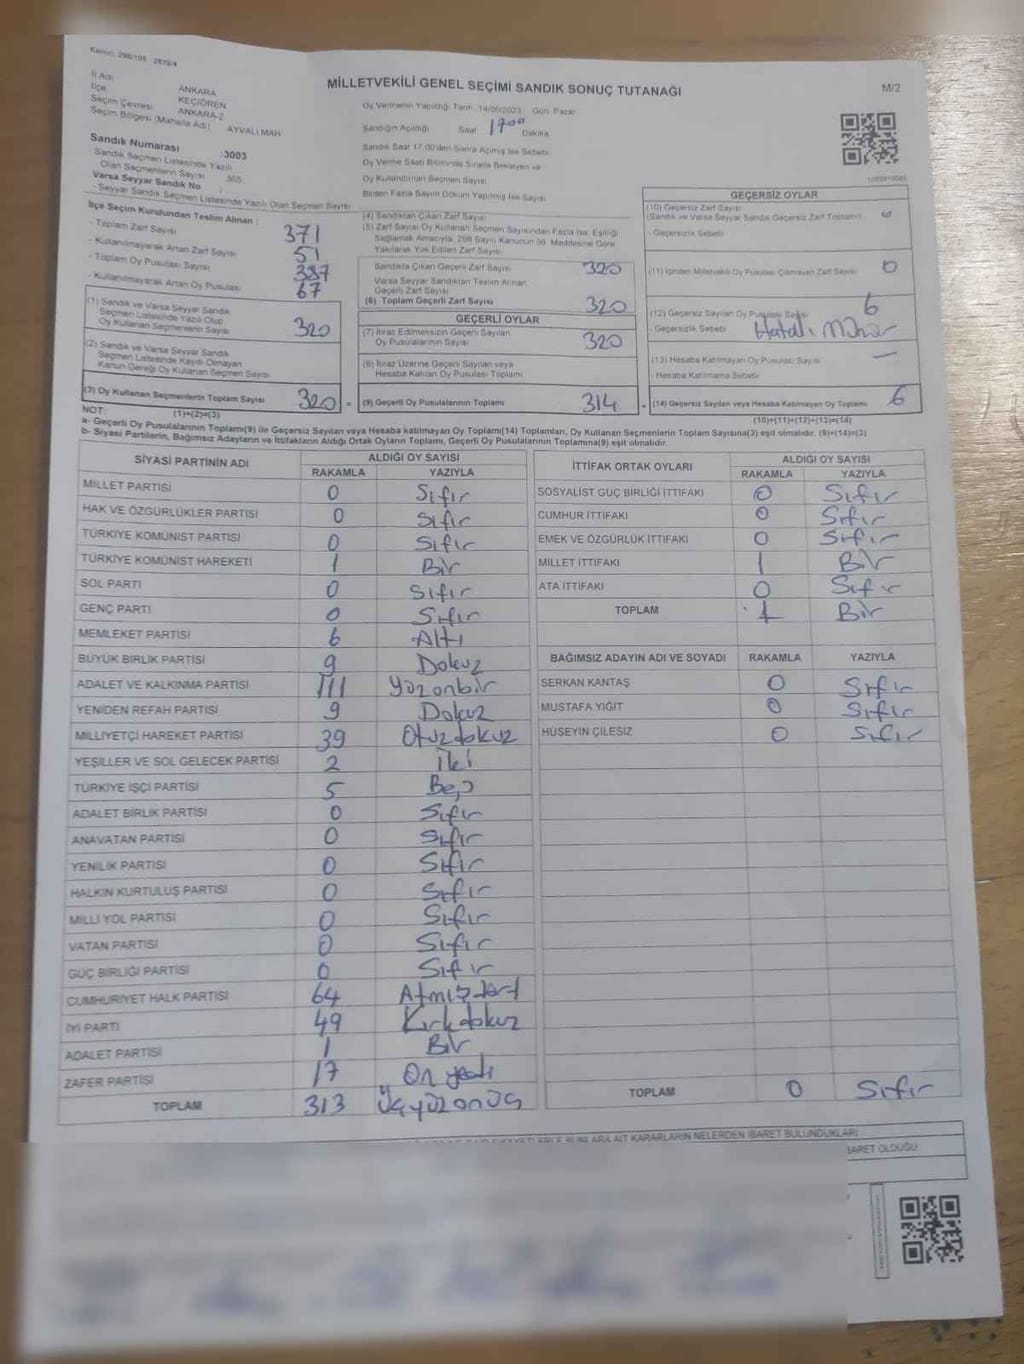 Kanun: 298/105 2839/4
MİLLETVEKİLİ GENEL SEÇİMİ SANDIK SONUÇ TUTANAĞI
M/2
İl Adı ANKARA
İlçe KEÇİÖREN
Seçim Çevresi ANKARA-2
Seçim Bölgesi (Mahalle Adı) AYVALI MAH
Sandık Numarası :3003
Sandık Seçmen Listesinde Yazılı
Olan Seçmenlerin Sayısı 365
Varsa Seyyar Sandık No :
Seyyar Sandık Seçmen Listesinde Yazılı Olan Seçmen Sayısı
Oy Vermenin Yapıldığı Tarih 14/05/2023 Gün Pazar
Sandığın Açıldığı Saat 17 00 Dakika
Sandık Saat 17.00'den Sonra Açılmış İse Sebebi
Oy Verme Saati Bitiminde Sırada Bekleyen ve
Oy Kullandırılan Seçmen Sayısı
Birden Fazla Sayım Döküm Yapılmış İse Sayısı
İlçe Seçim Kurulundan Teslim Alınan :
- Toplam Zarf Sayısı 371
- Kullanılmayarak Artan Zarf Sayısı 51
- Toplam Oy Pusulası Sayısı 387
- Kullanılmayarak Artan Oy Pusulası 67
(1) Sandık ve Varsa Seyyar Sandık
Seçmen Listesinde Yazılı Olup
Oy Kullanan Seçmenlerin Sayısı 320
(2) Sandık ve Varsa Seyyar Sandık
Seçmen Listesinde Kayıtlı Olmayan
Kanun Gereği Oy Kullanan Seçmen Sayısı
(3) Oy Kullanan Seçmenlerin Toplam Sayısı 320 =
(1)+(2)=(3)
(4) Sandıktan Çıkan Zarf Sayısı
(5) Zarf Sayısı Oy Kullanan Seçmen Sayısından Fazla İse, Eşitliği
Sağlamak Amacıyla, 298 Sayılı Kanunun 98. Maddesine Göre
Yakılarak Yok Edilen Zarf Sayısı
Sandıkta Çıkan Geçerli Zarf Sayısı 320
Varsa Seyyar Sandıktan Teslim Alınan
Geçerli Zarf Sayısı
(6) Toplam Geçerli Zarf Sayısı 320
GEÇERLİ OYLAR
(7) İtiraz Edilmeksizin Geçerli Sayılan
Oy Pusulalarının Sayısı 320
(8) İtiraz Üzerine Geçerli Sayılan veya
Hesaba Katılan Oy Pusulası Toplamı
(9) Geçerli Oy Pusulalarının Toplamı 314 +
GEÇERSİZ OYLAR
(10) Geçersiz Zarf Sayısı
(Sandık ve Varsa Seyyar Sandık Geçersiz Zarf Toplamı)
- Geçersizlik Sebebi
(11) İçinden Milletvekili Oy Pusulası Çıkmayan Zarf Sayısı 0
(12) Geçersiz Sayılan Oy Pusulası Sayısı 6
- Geçersizlik Sebebi Hatalı Mühür
(13) Hesaba Katılmayan Oy Pusulası Sayısı —
- Hesaba Katılmama Sebebi
(14) Geçersiz Sayılan veya Hesaba Katılmayan Oy Toplamı 6
(10)+(11)+(12)+(13)=(14)
NOT:
a- Geçerli Oy Pusulalarının Toplamı(9) ile Geçersiz Sayılan veya Hesaba Katılmayan Oy Toplamı(14) Toplamları, Oy Kullanan Seçmenlerin Toplam Sayısına(3) eşit olmalıdır. (9)+(14)=(3)
b- Siyasi Partilerin, Bağımsız Adayların ve İttifakların Aldığı Ortak Oyların Toplamı, Geçerli Oy Pusulalarının Toplamına(9) eşit olmalıdır.
SİYASİ PARTİNİN ADI ALDIĞI OY SAYISI
RAKAMLA YAZIYLA
MİLLET PARTİSİ 0 Sıfır
HAK VE ÖZGÜRLÜKLER PARTİSİ 0 Sıfır
TÜRKİYE KOMÜNİST PARTİSİ 0 Sıfır
TÜRKİYE KOMÜNİST HAREKETİ 1 Bir
SOL PARTİ 0 Sıfır
GENÇ PARTİ 0 Sıfır
MEMLEKET PARTİSİ 6 Altı
BÜYÜK BİRLİK PARTİSİ 9 Dokuz
ADALET VE KALKINMA PARTİSİ 111 Yüzonbir
YENİDEN REFAH PARTİSİ 9 Dokuz
MİLLİYETÇİ HAREKET PARTİSİ 39 Otuzdokuz
YEŞİLLER VE SOL GELECEK PARTİSİ 2 İki
TÜRKİYE İŞÇİ PARTİSİ 5 Beş
ADALET BİRLİK PARTİSİ 0 Sıfır
ANAVATAN PARTİSİ 0 Sıfır
YENİLİK PARTİSİ 0 Sıfır
HALKIN KURTULUŞ PARTİSİ 0 Sıfır
MİLLİ YOL PARTİSİ 0 Sıfır
VATAN PARTİSİ 0 Sıfır
GÜÇ BİRLİĞİ PARTİSİ 0 Sıfır
CUMHURİYET HALK PARTİSİ 64 Atmışdört
İYİ PARTİ 49 Kırkdokuz
ADALET PARTİSİ 1 Bir
ZAFER PARTİSİ 17 On yedi
TOPLAM 313 Üçyüzonüç
İTTİFAK ORTAK OYLARI ALDIĞI OY SAYISI
RAKAMLA YAZIYLA
SOSYALİST GÜÇ BİRLİĞİ İTTİFAKI 0 Sıfır
CUMHUR İTTİFAKI 0 Sıfır
EMEK VE ÖZGÜRLÜK İTTİFAKI 0 Sıfır
MİLLET İTTİFAKI 1 Bir
ATA İTTİFAKI 0 Sıfır
TOPLAM 1 Bir
BAĞIMSIZ ADAYIN ADI VE SOYADI RAKAMLA YAZIYLA
SERKAN KANTAŞ 0 Sıfır
MUSTAFA YİĞİT 0 Sıfır
HÜSEYİN ÇİLESİZ 0 Sıfır
TOPLAM 0 Sıfır
KARARLARIN NELERDEN İBARET BULUNDUKLARI
İBARET OLDUĞU